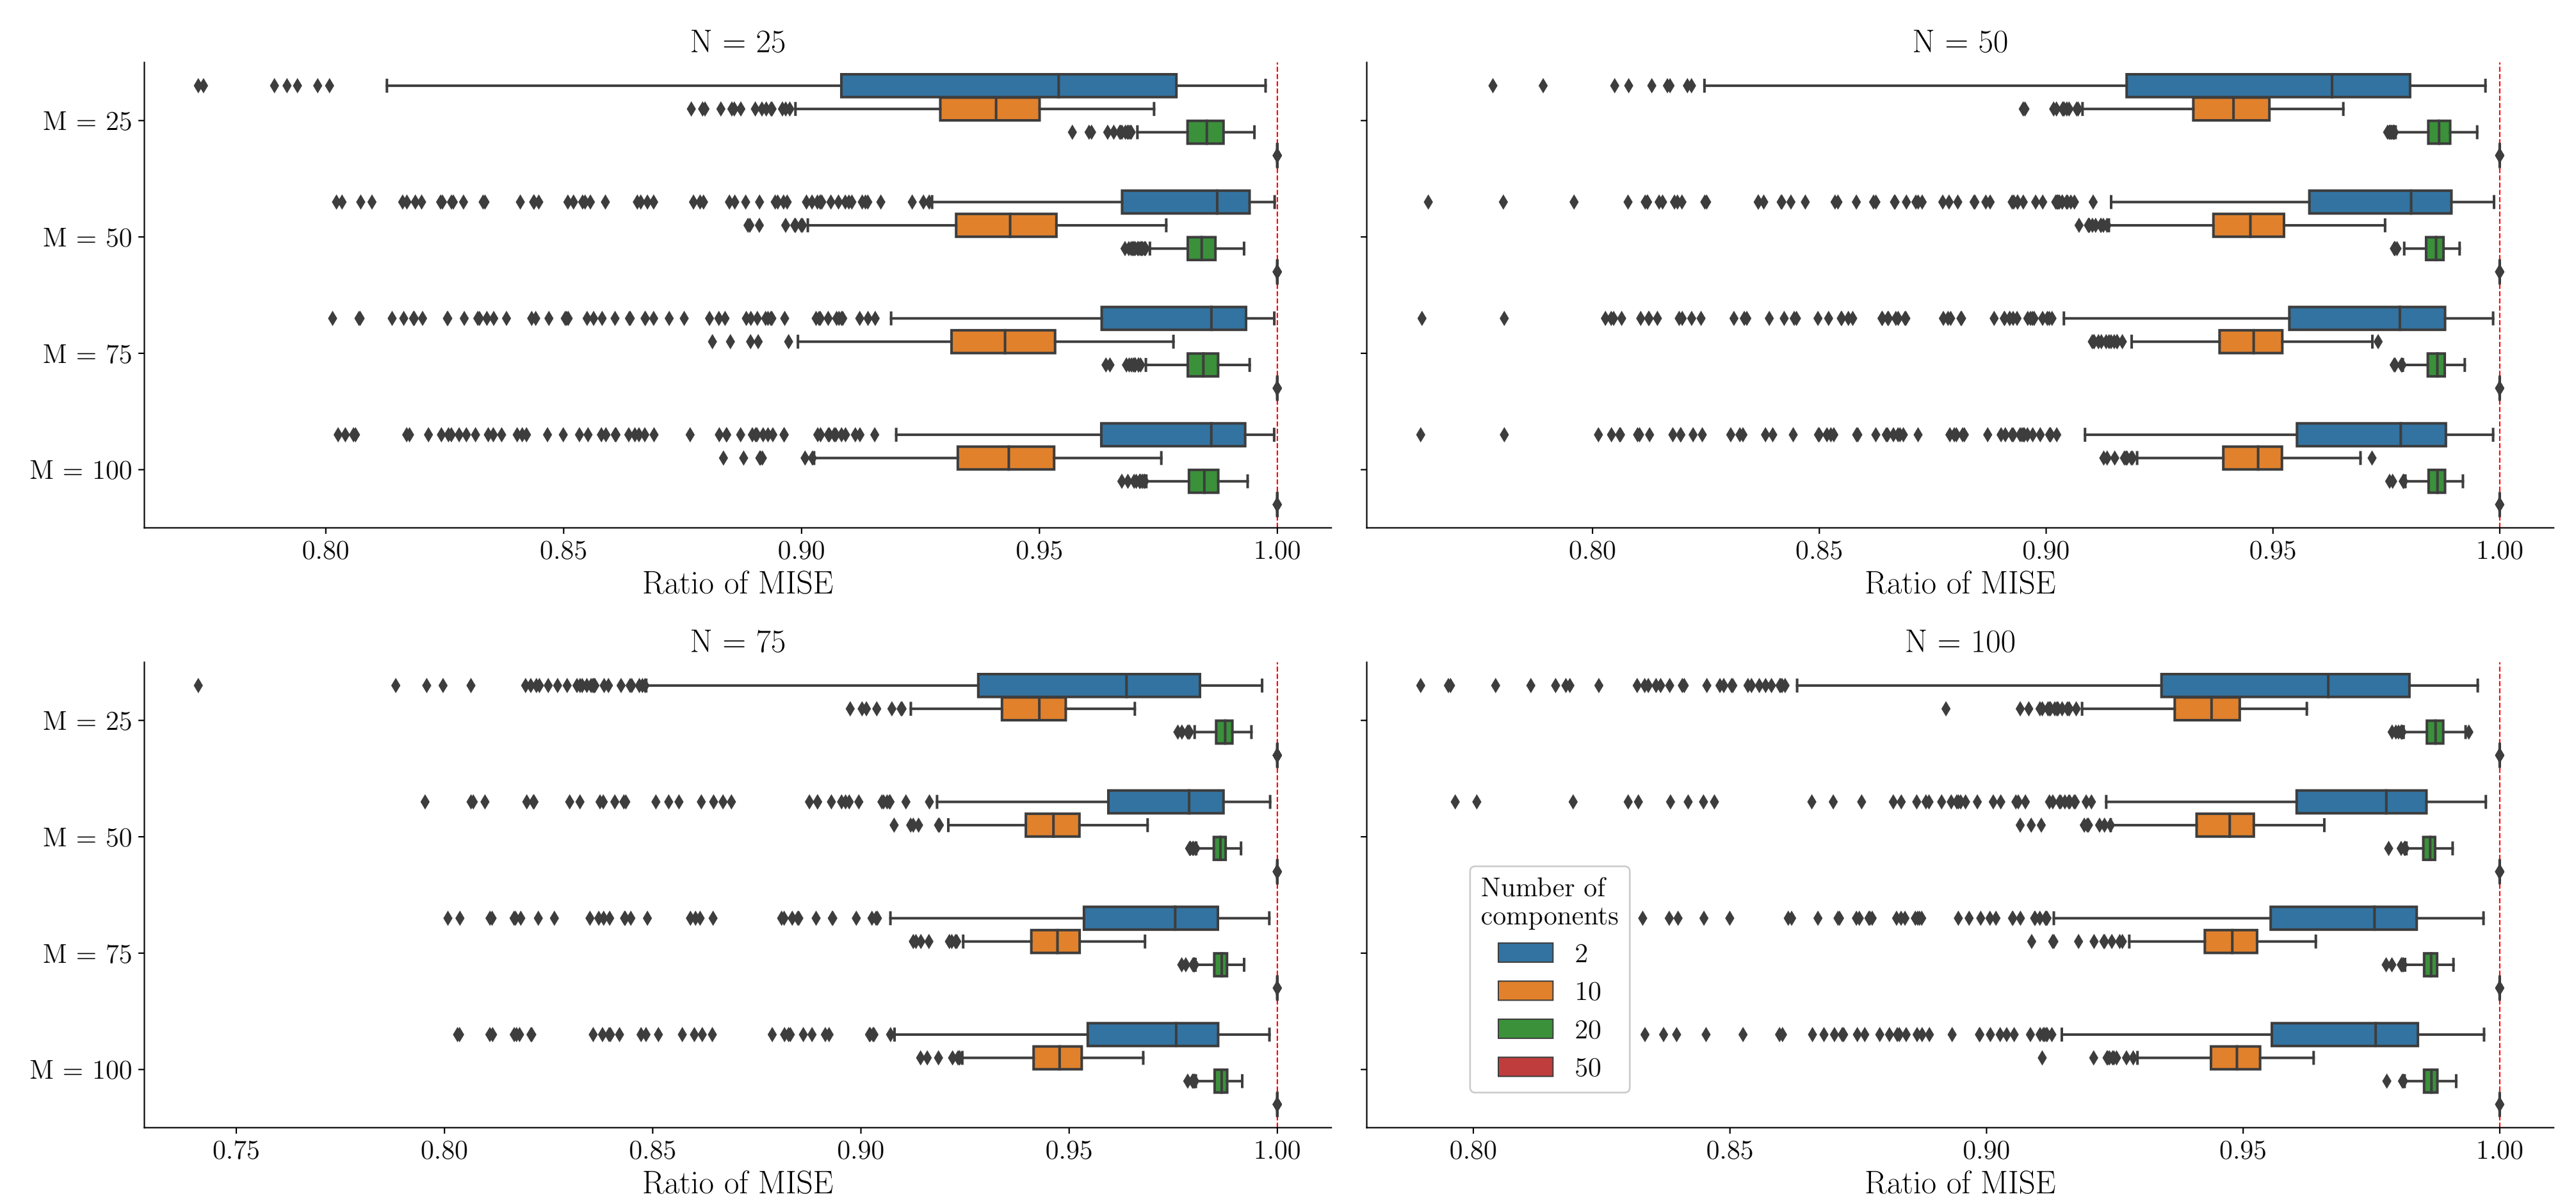 N = 25
M = 25
M = 50
M = 75
M = 100
0.80 0.85 0.90 0.95 1.00
Ratio of MISE
N = 50
0.80 0.85 0.90 0.95 1.00
Ratio of MISE
N = 75
M = 25
M = 50
M = 75
M = 100
0.75 0.80 0.85 0.90 0.95 1.00
Ratio of MISE
N = 100
Number of
components
2
10
20
50
0.80 0.85 0.90 0.95 1.00
Ratio of MISE